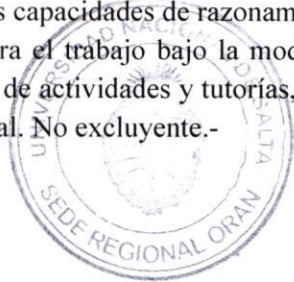 s capacidades de razonam
ra el trabajo bajo la moc
de actividades y tutorías,
al. No excluyente.-
UNIVERSIDAD NACIONAL DE SALTA
SEDE REGIONAL ORAN